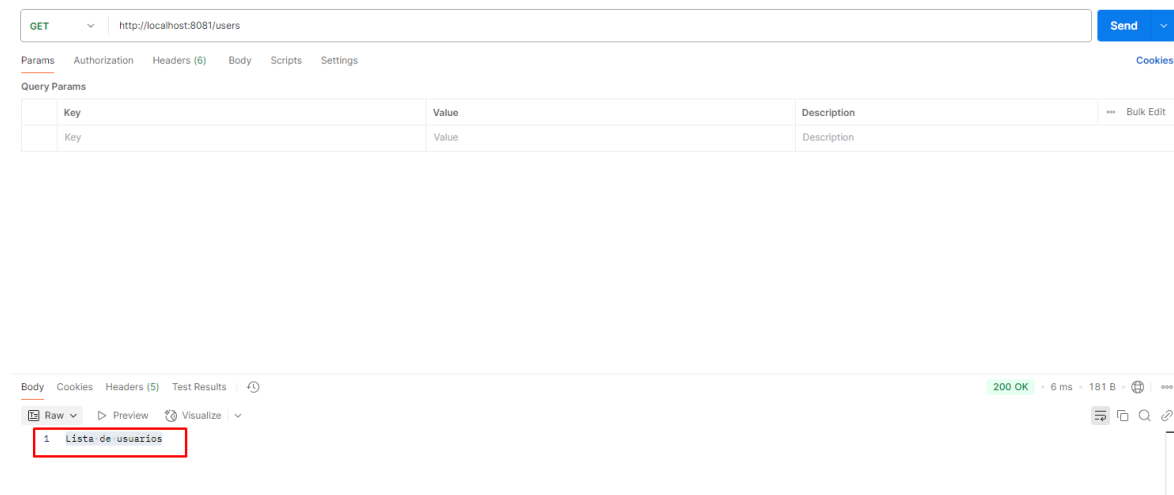 GET http://localhost:8081/users Send
Params Authorization Headers (6) Body Scripts Settings Cookies
Query Params
Key Value Description ••• Bulk Edit
Key Value Description
Body Cookies Headers (5) Test Results 200 OK • 6 ms • 181 B •
Raw Preview Visualize
1 Lista de usuarios